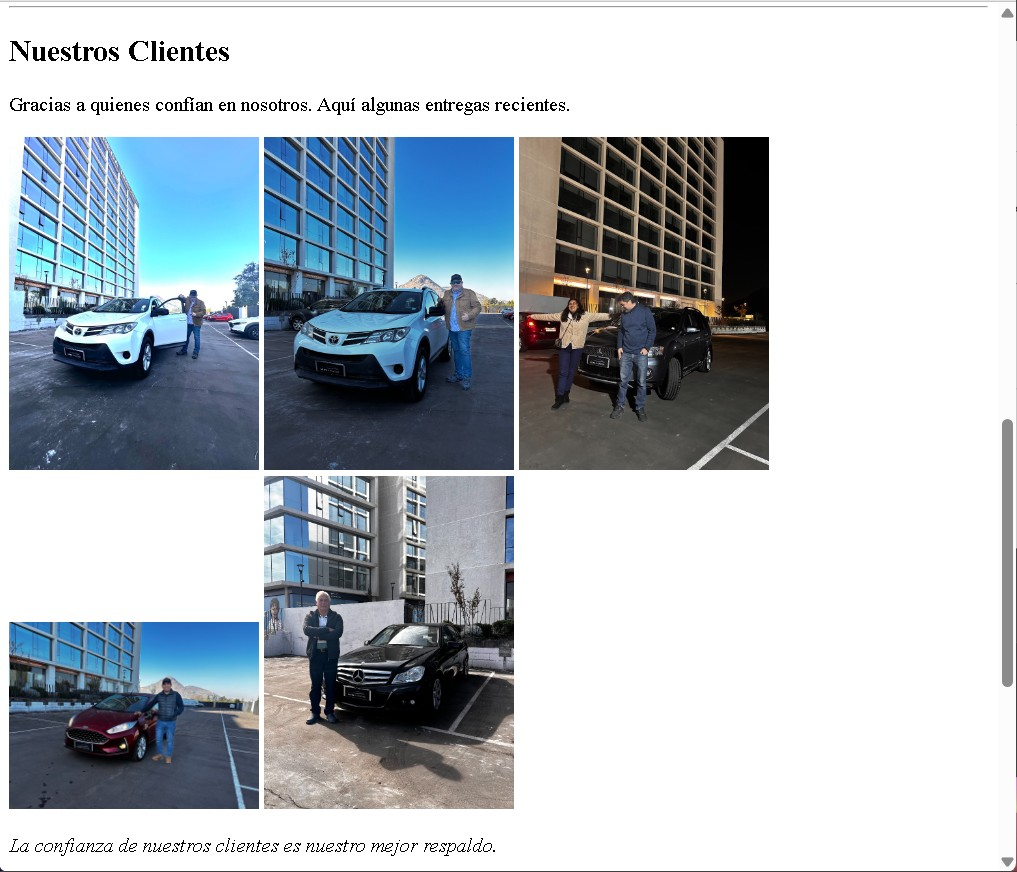 Nuestros Clientes
Gracias a quienes confían en nosotros. Aquí algunas entregas recientes.
La confianza de nuestros clientes es nuestro mejor respaldo.